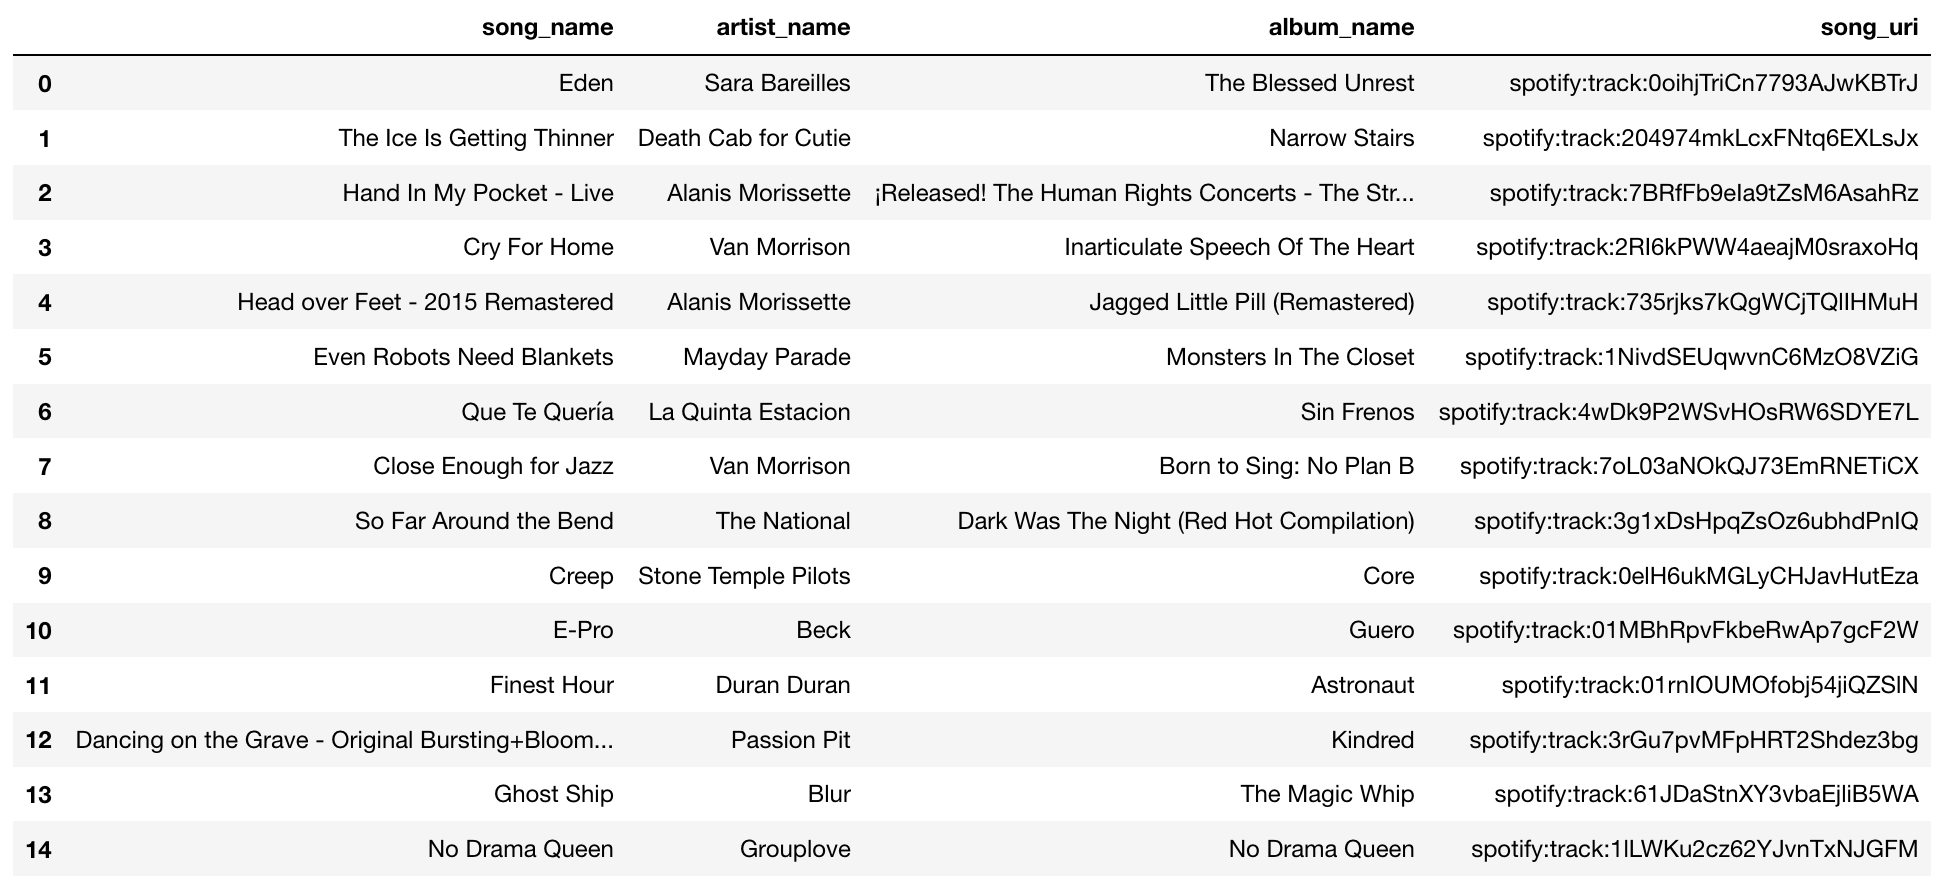 song_name artist_name album_name song_uri
0 Eden Sara Bareilles The Blessed Unrest spotify:track:0oihjTriCn7793AJwKBTrJ
1 The Ice Is Getting Thinner Death Cab for Cutie Narrow Stairs spotify:track:204974mkLcxFNtq6EXLsJx
2 Hand In My Pocket - Live Alanis Morissette ¡Released! The Human Rights Concerts - The Str... spotify:track:7BRfFb9eIa9tZsM6AsahRz
3 Cry For Home Van Morrison Inarticulate Speech Of The Heart spotify:track:2RI6kPWW4aeajM0sraxoHq
4 Head over Feet - 2015 Remastered Alanis Morissette Jagged Little Pill (Remastered) spotify:track:735rjks7kQgWCjTQlIHMuH
5 Even Robots Need Blankets Mayday Parade Monsters In The Closet spotify:track:1NivdSEUqwvnC6MzO8VZiG
6 Que Te Quería La Quinta Estacion Sin Frenos spotify:track:4wDk9P2WSvHOsRW6SDYE7L
7 Close Enough for Jazz Van Morrison Born to Sing: No Plan B spotify:track:7oL03aNOkQJ73EmRNETiCX
8 So Far Around the Bend The National Dark Was The Night (Red Hot Compilation) spotify:track:3g1xDsHpqZsOz6ubhdPnIQ
9 Creep Stone Temple Pilots Core spotify:track:0elH6ukMGLyCHJavHutEza
10 E-Pro Beck Guero spotify:track:01MBhRpvFkbeRwAp7gcF2W
11 Finest Hour Duran Duran Astronaut spotify:track:01rnIOUMOfobj54jiQZSlN
12 Dancing on the Grave - Original Bursting+Bloom... Passion Pit Kindred spotify:track:3rGu7pvMFpHRT2Shdez3bg
13 Ghost Ship Blur The Magic Whip spotify:track:61JDaStnXY3vbaEjliB5WA
14 No Drama Queen Grouplove No Drama Queen spotify:track:1lLWKu2cz62YJvnTxNJGFM